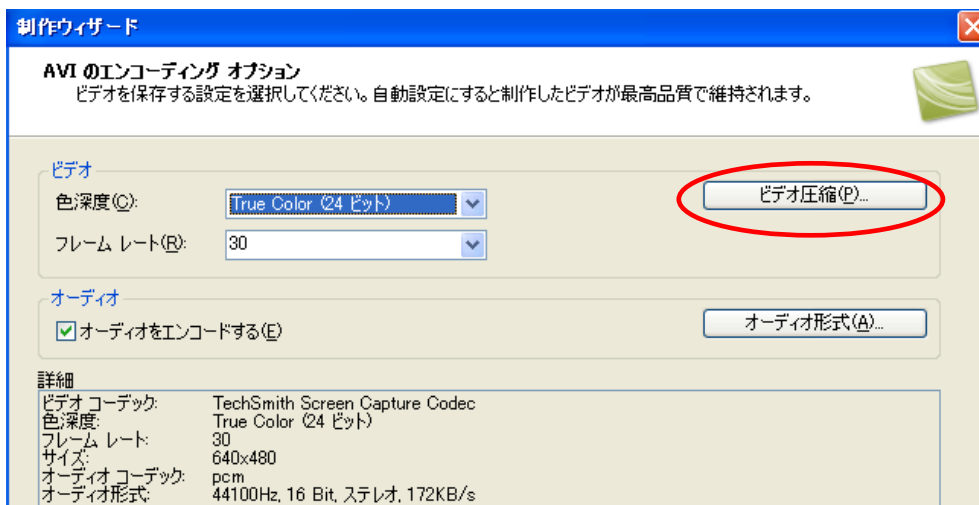 制作ウィザード
AVI のエンコーディング オプション
ビデオを保存する設定を選択してください。自動設定にすると制作したビデオが最高品質で維持されます。
ビデオ
色深度(C): True Color (24 ビット) ビデオ圧縮(P)...
フレーム レート(R): 30
オーディオ
オーディオをエンコードする(E) オーディオ形式(A)...
詳細
ビデオ コーデック: TechSmith Screen Capture Codec
色深度: True Color (24 ビット)
フレーム レート: 30
サイズ: 640x480
オーディオ コーデック: pcm
オーディオ形式: 44100Hz, 16 Bit, ステレオ, 172KB/s